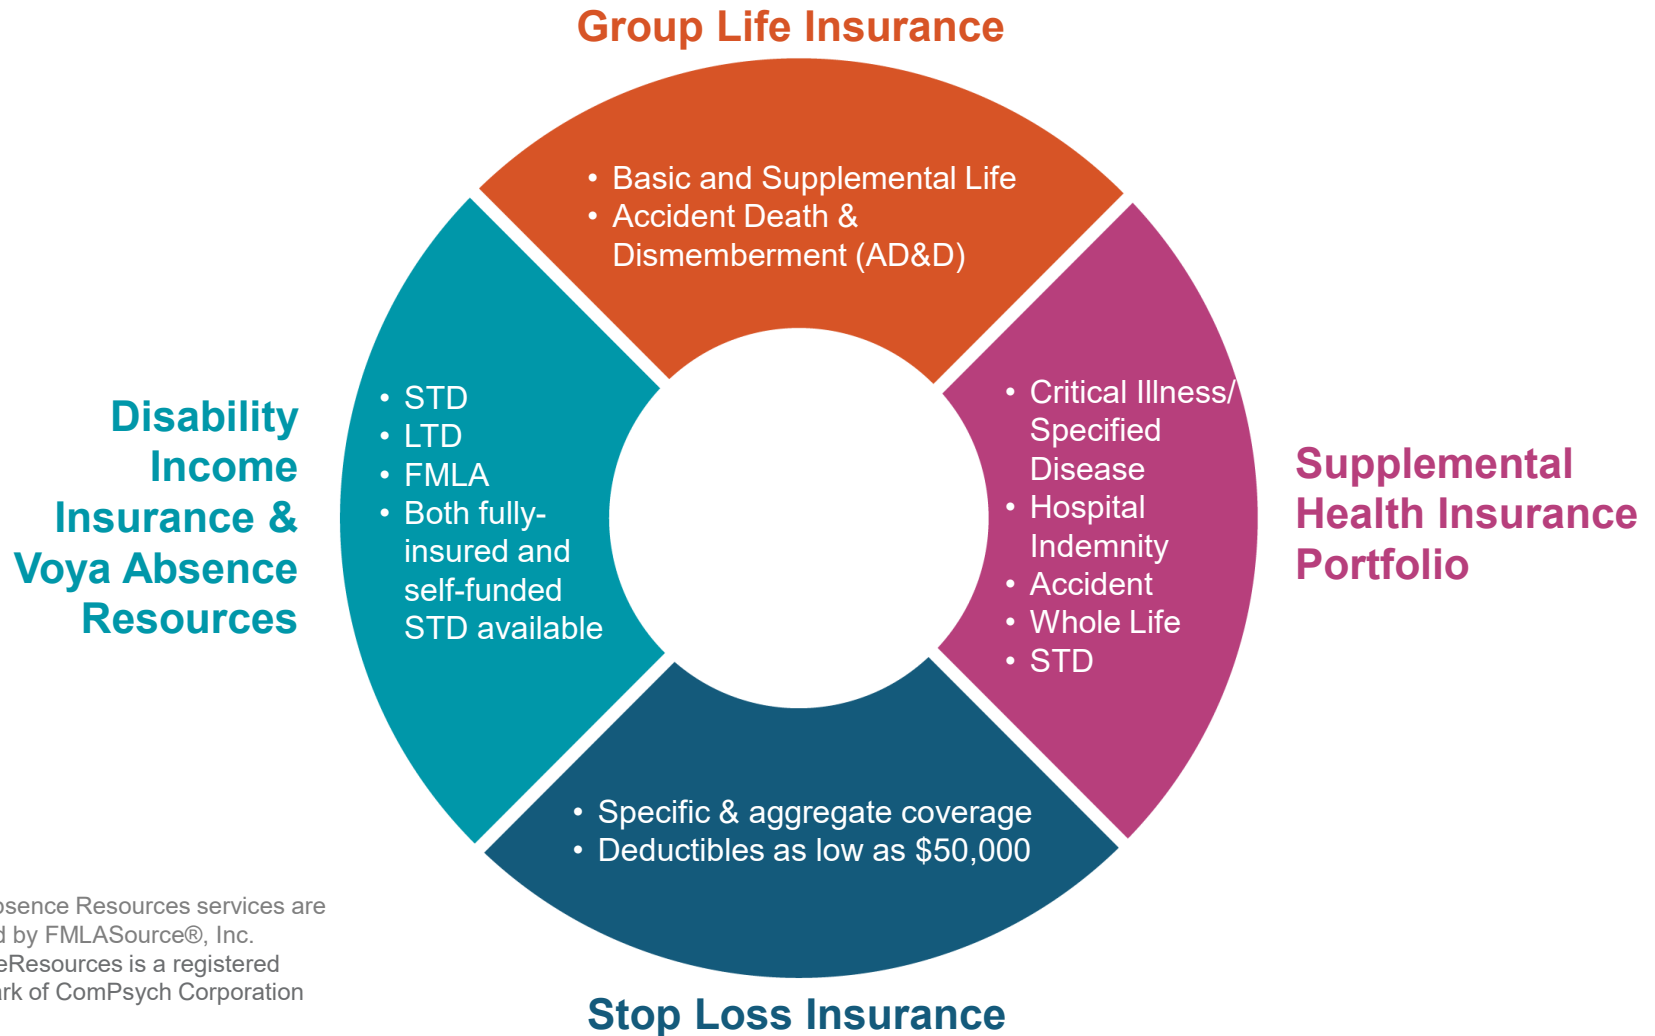 Group Life Insurance
• Basic and Supplemental Life
• Accident Death &
Dismemberment (AD&D)
Disability
Income
Insurance &
Voya Absence
Resources
• STD
• LTD
• FMLA
• Both fully-
insured and
self-funded
STD available
• Critical Illness/
Specified
Disease
• Hospital
Indemnity
• Accident
• Whole Life
• STD
Supplemental
Health Insurance
Portfolio
• Specific & aggregate coverage
• Deductibles as low as $50,000
Stop Loss Insurance
Resources services are
by FMLASource®, Inc.
is a registered
of ComPsych Corporation